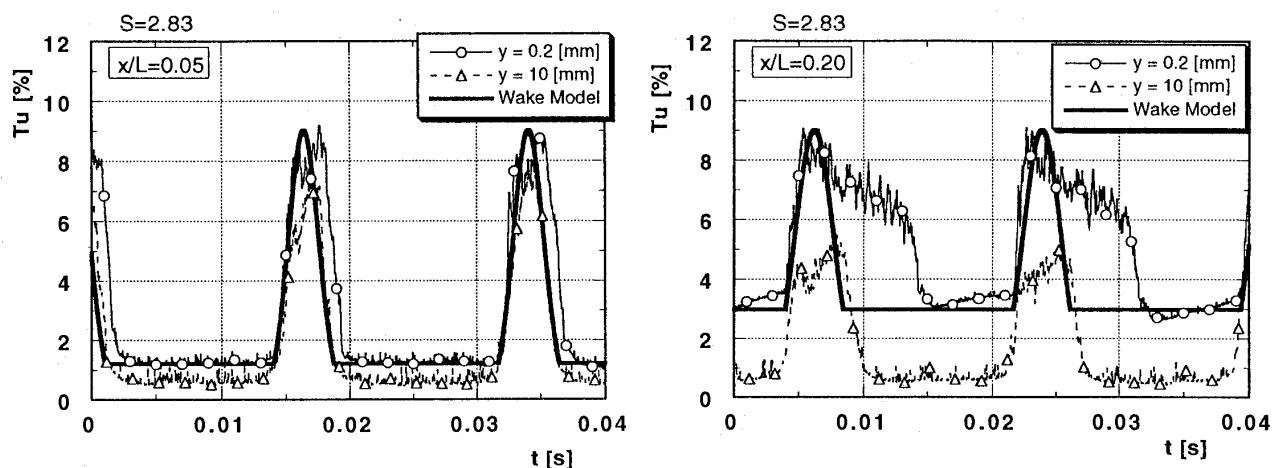 S=2.83
12
10
8
6
4
2
0
Tu [%]
x/L=0.05
y = 0.2 [mm]
y = 10 [mm]
Wake Model
0
0.01
0.02
0.03
0.04
t [s]
S=2.83
12
10
8
6
4
2
0
Tu [%]
x/L=0.20
y = 0.2 [mm]
y = 10 [mm]
Wake Model
0
0.01
0.02
0.03
0.04
t [s]